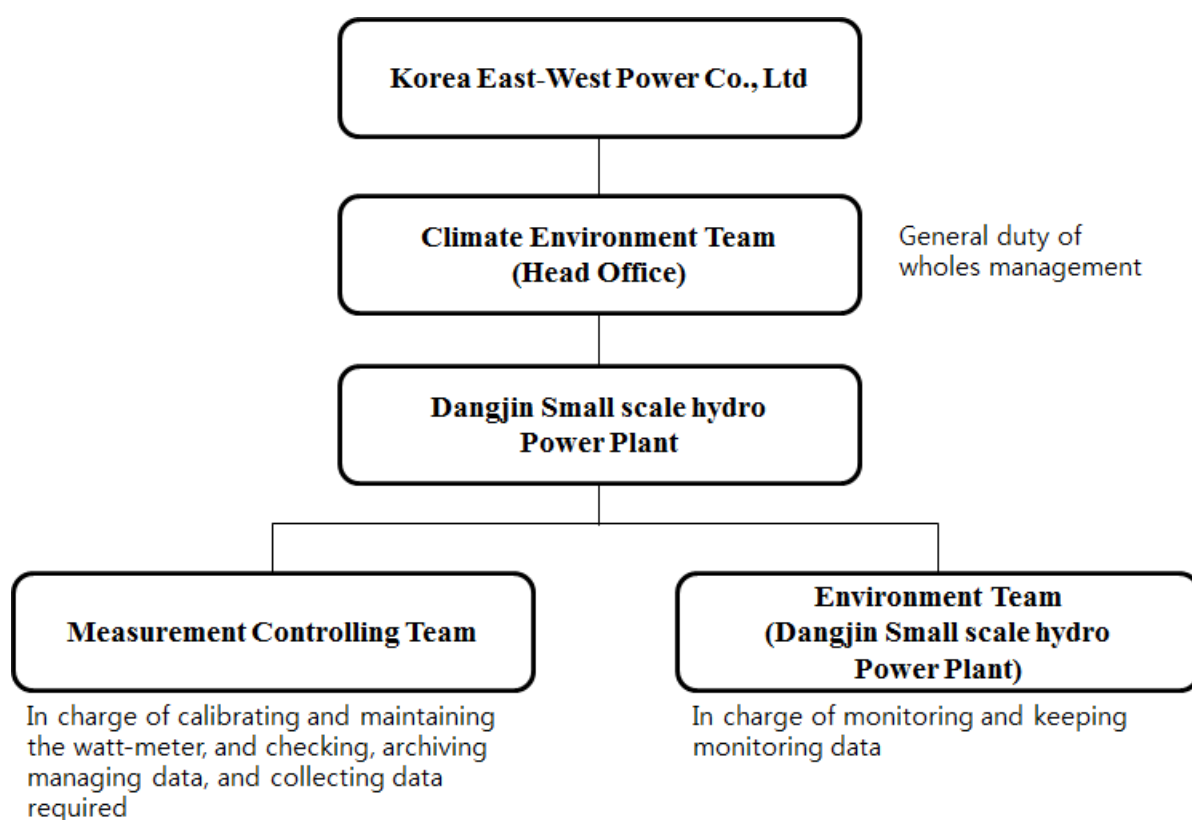 Korea East-West Power Co., Ltd
Climate Environment Team
(Head Office)
General duty of
wholes management
Dangjin Small scale hydro
Power Plant
Measurement Controlling Team
In charge of calibrating and maintaining
the watt-meter, and checking, archiving
managing data, and collecting data
required
Environment Team
(Dangjin Small scale hydro
Power Plant)
In charge of monitoring and keeping
monitoring data